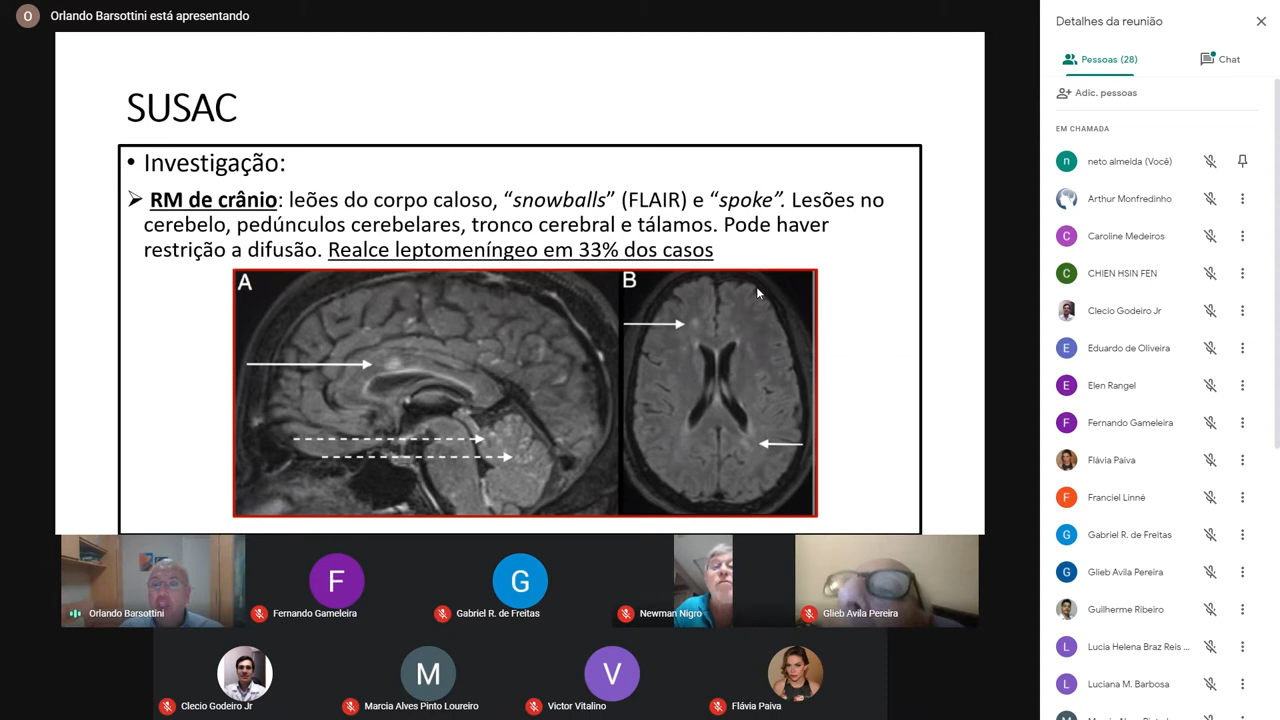 O
Orlando Barsottini está apresentando
SUSAC
• Investigação:
➢ RM de crânio: leões do corpo caloso, “snowballs” (FLAIR) e “spoke”. Lesões no
cerebelo, pedúnculos cerebelares, tronco cerebral e tálamos. Pode haver
restrição a difusão. Realce leptomeníngeo em 33% dos casos
A
B
Orlando Barsottini
F
Fernando Gameleira
G
Gabriel R. de Freitas
Newman Nigro
Glieb Avila Pereira
Clecio Godeiro Jr
M
Marcia Alves Pinto Loureiro
V
Victor Vitalino
Flávia Paiva
Detalhes da reunião
Pessoas (28)
Chat
Adic. pessoas
EM CHAMADA
n
neto almeida (Você)
Arthur Monfredinho
C
Caroline Medeiros
C
CHIEN HSIN FEN
Clecio Godeiro Jr
E
Eduardo de Oliveira
E
Elen Rangel
F
Fernando Gameleira
Flávia Paiva
F
Franciel Linné
G
Gabriel R. de Freitas
G
Glieb Avila Pereira
Guilherme Ribeiro
L
Lucia Helena Braz Reis ...
L
Luciana M. Barbosa